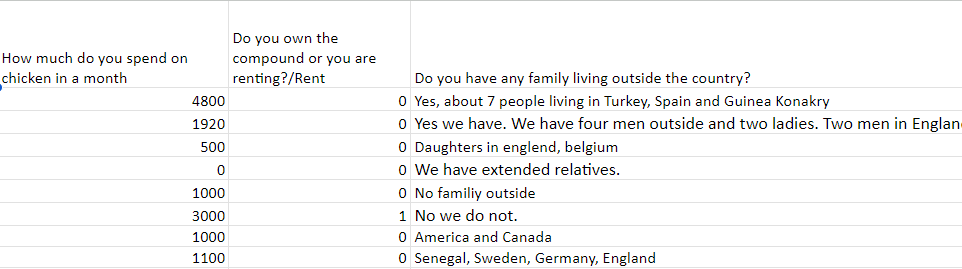 How much do you spend on chicken in a month Do you own the compound or you are renting?/Rent Do you have any family living outside the country?
4800 0 Yes, about 7 people living in Turkey, Spain and Guinea Konakry
1920 0 Yes we have. We have four men outside and two ladies. Two men in
500 0 Daughters in englend, belgium
0 0 We have extended relatives.
1000 0 No familiy outside
3000 1 No we do not.
1000 0 America and Canada
1100 0 Senegal, Sweden, Germany, England